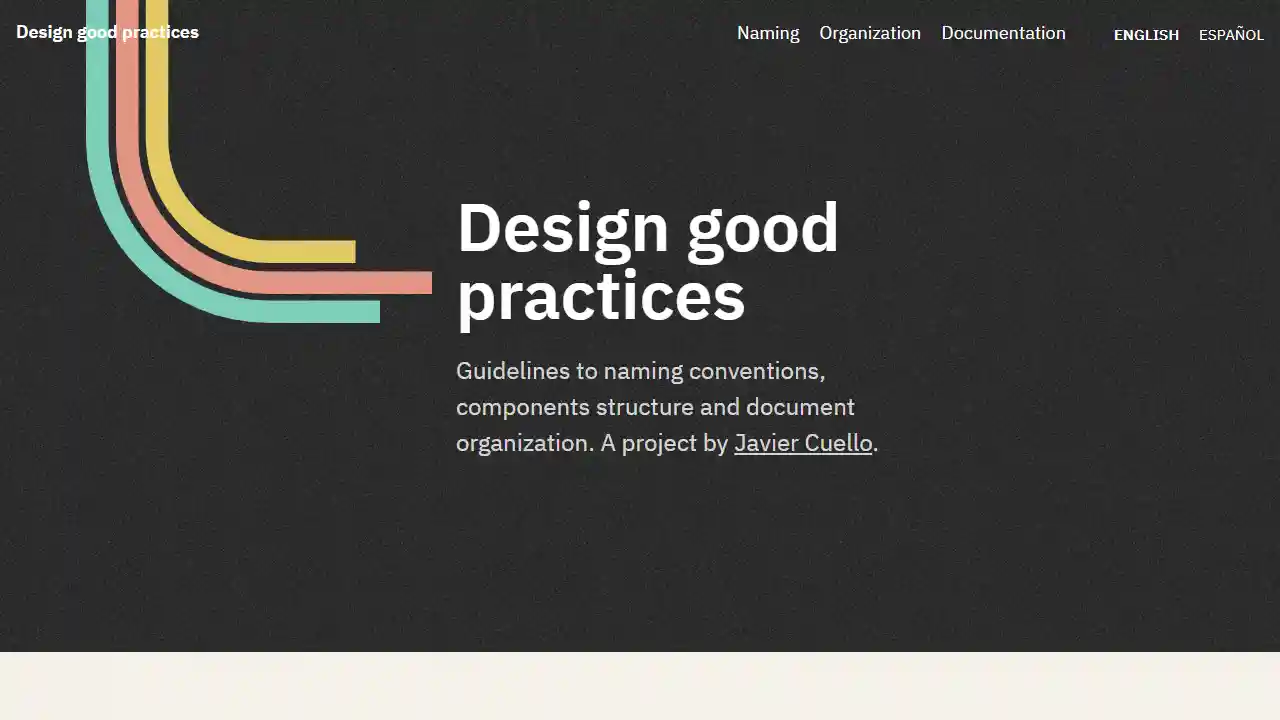 Design good practices
Naming Organization Documentation ENGLISH ESPAÑOL
Design good
practices
Guidelines to naming conventions,
components structure and document
organization. A project by Javier Cuello.